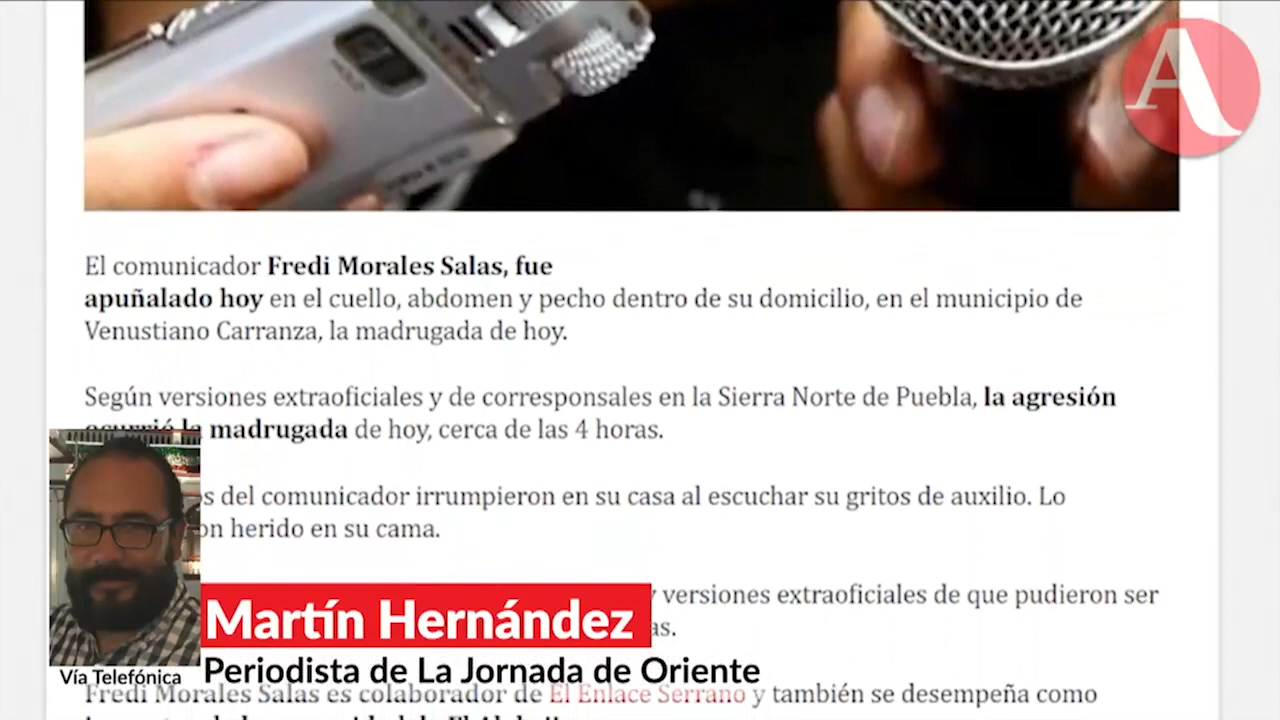 A
El comunicador Fredi Morales Salas, fue
apuñalado hoy en el cuello, abdomen y pecho dentro de su domicilio, en el municipio de
Venustiano Carranza, la madrugada de hoy.
Según versiones extraoficiales y de corresponsales en la Sierra Norte de Puebla, la agresión
ocurrió la madrugada de hoy, cerca de las 4 horas.
del comunicador irrumpieron en su casa al escuchar su gritos de auxilio. Lo
herido en su cama.
y versiones extraoficiales de que pudieron ser
Martín Hernández
Periodista de La Jornada de Oriente
Vía Telefónica
Fredi Morales Salas es colaborador de El Enlace Serrano y también se desempeña como